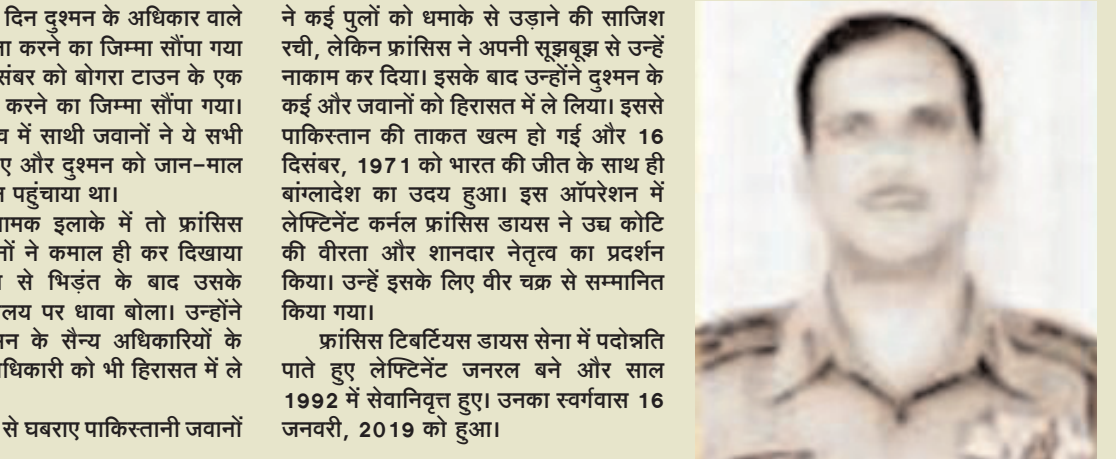 दिन दुश्मन के अधिकार वाले
करने का जिम्मा सौंपा गया
को बोगरा टाउन के एक
करने का जिम्मा सौंपा गया।
में साथी जवानों ने ये सभी
और दुश्मन को जान-माल
पहुंचाया था।
इलाके में तो फ्रांसिस
ने कमाल ही कर दिखाया
से भिड़ंत के बाद उसके
पर धावा बोला। उन्होंने
के सैन्य अधिकारियों के
को भी हिरासत में ले
से घबराए पाकिस्तानी जवानों
ने कई पुलों को धमाके से उड़ाने की साजिश
रची, लेकिन फ्रांसिस ने अपनी सूझबूझ से उन्हें
नाकाम कर दिया। इसके बाद उन्होंने दुश्मन के
कई और जवानों को हिरासत में ले लिया। इससे
पाकिस्तान की ताकत खत्म हो गई और 16
दिसंबर, 1971 को भारत की जीत के साथ ही
बांग्लादेश का उदय हुआ। इस ऑपरेशन में
लेफ्टिनेंट कर्नल फ्रांसिस डायस ने उच्च कोटि
की वीरता और शानदार नेतृत्व का प्रदर्शन
किया। उन्हें इसके लिए वीर चक्र से सम्मानित
किया गया।
फ्रांसिस टिबर्टियस डायस सेना में पदोन्नति
पाते हुए लेफ्टिनेंट जनरल बने और साल
1992 में सेवानिवृत्त हुए। उनका स्वर्गवास 16
जनवरी, 2019 को हुआ।